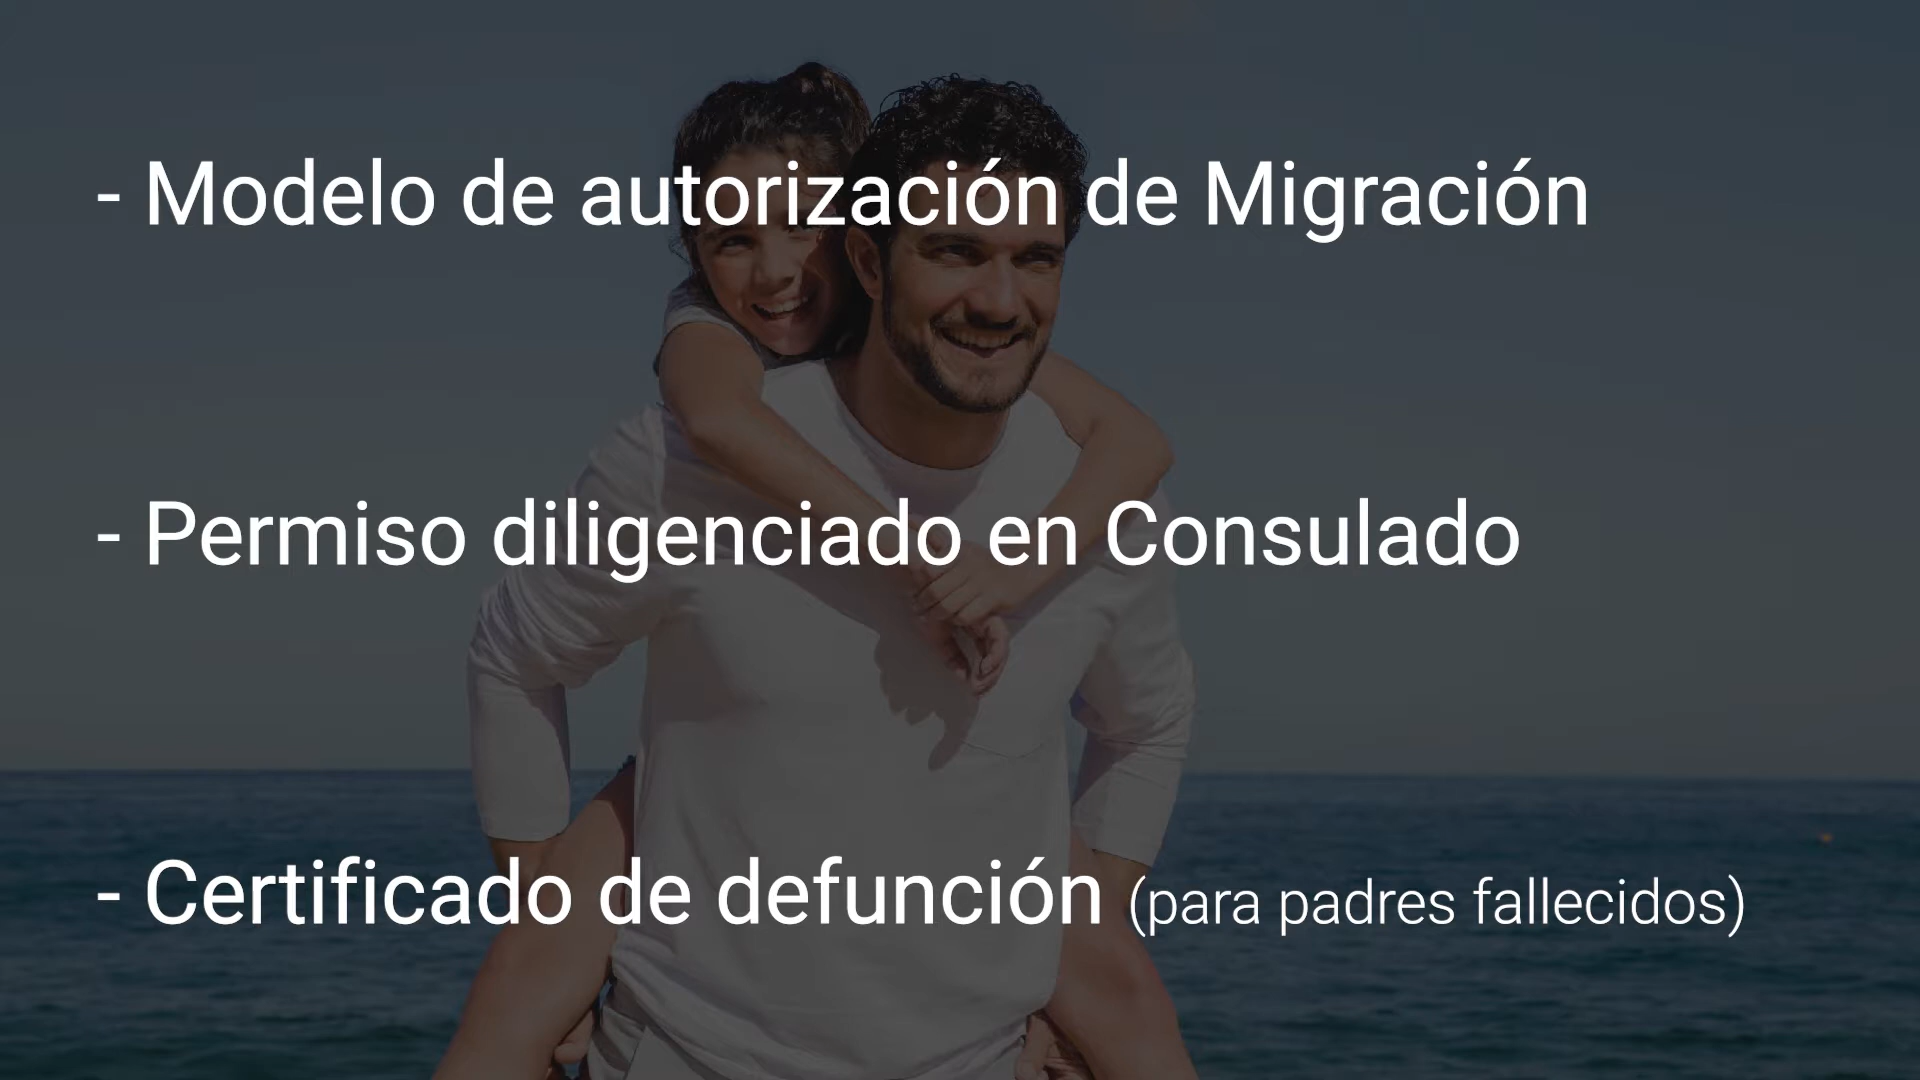 - Modelo de autorización de Migración
- Permiso diligenciado en Consulado
- Certificado de defunción (para padres fallecidos)